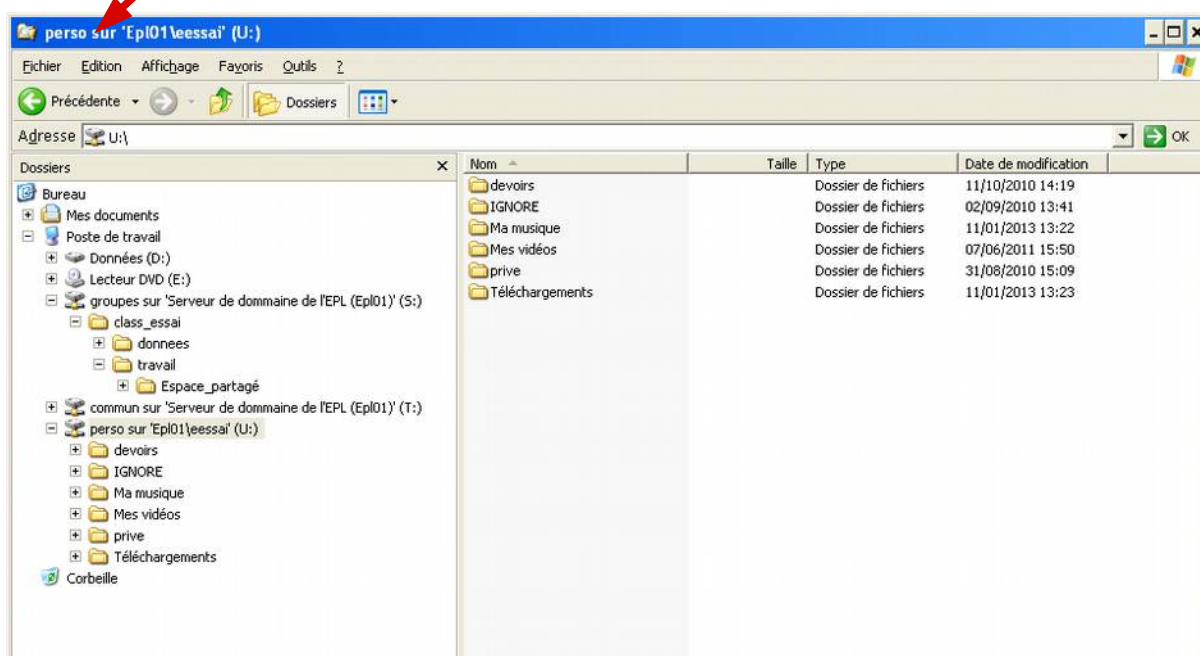 perso sur 'Epl01\eessai' (U:)
Fichier Edition Affichage Favoris Outils ?
Précédente Dossiers
Adresse U:\ OK
Dossiers x
Bureau
Mes documents
Poste de travail
Données (D:)
Lecteur DVD (E:)
groupes sur 'Serveur de dommaine de l'EPL (Epl01)' (S:)
class_essai
donnees
travail
Espace_partagé
commun sur 'Serveur de dommaine de l'EPL (Epl01)' (T:)
perso sur 'Epl01\eessai' (U:)
devoirs
IGNORE
Ma musique
Mes vidéos
prive
Téléchargements
Corbeille
Nom Taille Type Date de modification
devoirs Dossier de fichiers 11/10/2010 14:19
IGNORE Dossier de fichiers 02/09/2010 13:41
Ma musique Dossier de fichiers 11/01/2013 13:22
Mes vidéos Dossier de fichiers 07/06/2011 15:50
prive Dossier de fichiers 31/08/2010 15:09
Téléchargements Dossier de fichiers 11/01/2013 13:23